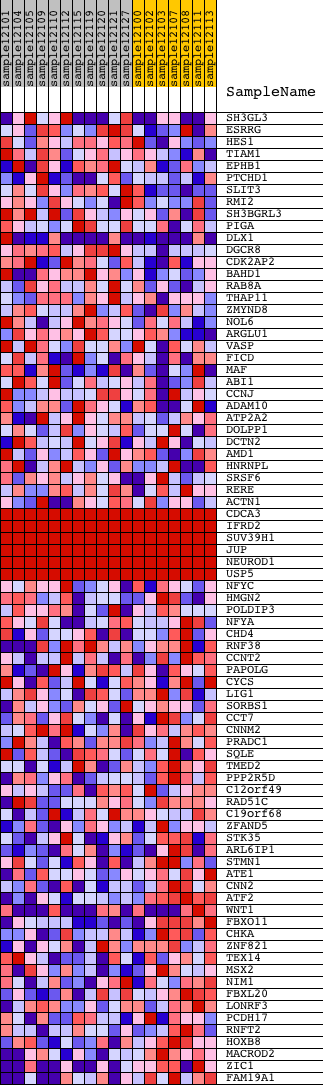 sample12101
sample12104
sample12105
sample12109
sample12110
sample12112
sample12115
sample12119
sample12120
sample12121
sample12127
sample12100
sample12102
sample12103
sample12107
sample12108
sample12111
sample12113
SampleName
SH3GL3
ESRRG
HES1
TIAM1
EPHB1
PTCHD1
SLIT3
RMI2
SH3BGRL3
PIGA
DLX1
DGCR8
CDK2AP2
BAHD1
RAB8A
THAP11
ZMYND8
NOL6
ARGLU1
VASP
FICD
MAF
ABI1
CCNJ
ADAM10
ATP2A2
DOLPP1
DCTN2
AMD1
HNRNPL
SRSF6
RERE
ACTN1
CDCA3
IFRD2
SUV39H1
JUP
NEUROD1
USP5
NFYC
HMGN2
POLDIP3
NFYA
CHD4
RNF38
CCNT2
PAPOLG
CYCS
LIG1
SORBS1
CCT7
CNNM2
PRADC1
SQLE
TMED2
PPP2R5D
C12orf49
RAD51C
C19orf68
ZFAND5
STK35
ARL6IP1
STMN1
ATE1
CNN2
ATF2
WNT1
FBXO11
CHKA
ZNF821
TEX14
MSX2
NIM1
FBXL20
LONRF3
PCDH17
RNFT2
HOXB8
MACROD2
ZIC1
FAM19A1